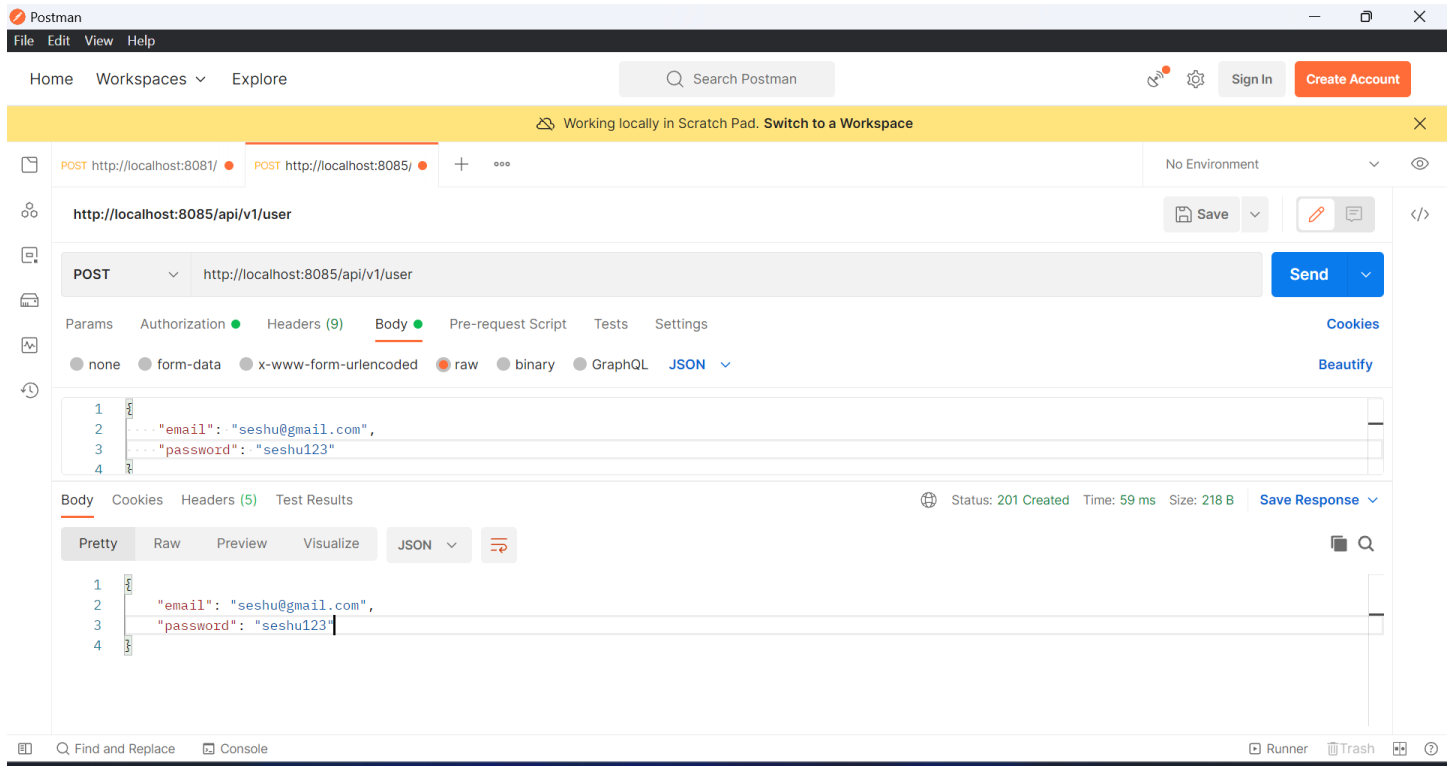 Postman
File Edit View Help
Home Workspaces Explore Search Postman Sign In Create Account
Working locally in Scratch Pad. Switch to a Workspace
POST http://localhost:8081/ POST http://localhost:8085/ No Environment
http://localhost:8085/api/v1/user Save
POST http://localhost:8085/api/v1/user Send
Params Authorization Headers (9) Body Pre-request Script Tests Settings Cookies
none form-data x-www-form-urlencoded raw binary GraphQL JSON Beautify
1 {
2 "email": "seshu@gmail.com",
3 "password": "seshu123"
4 }
Body Cookies Headers (5) Test Results Status: 201 Created Time: 59 ms Size: 218 B Save Response
Pretty Raw Preview Visualize JSON
1 {
2 "email": "seshu@gmail.com",
3 "password": "seshu123"
4 }
Find and Replace Console Runner Trash